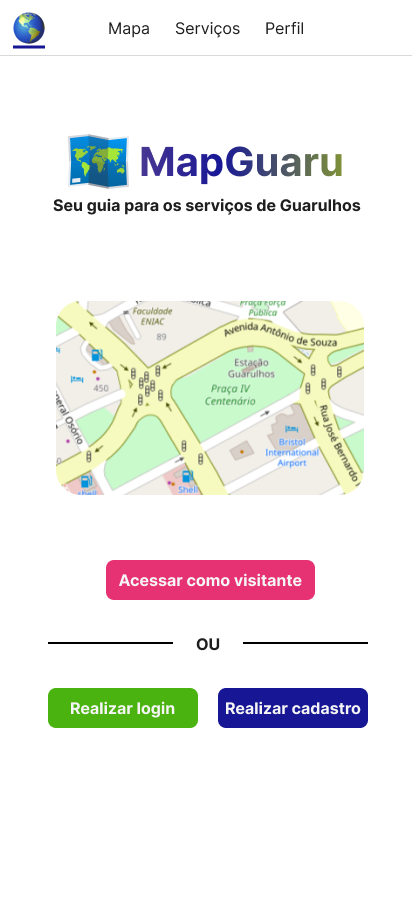 Mapa Serviços Perfil
MapGuaru
Seu guia para os serviços de Guarulhos
Faculdade
ENIAC
Praça Força
Pública
89
Avenida Antônio de Souza
Estação
Guarulhos
450
Praça IV
Centenário
Osório
Rua José Bernardo
Bristol
International
Airport
Shell
Acessar como visitante
OU
Realizar login
Realizar cadastro